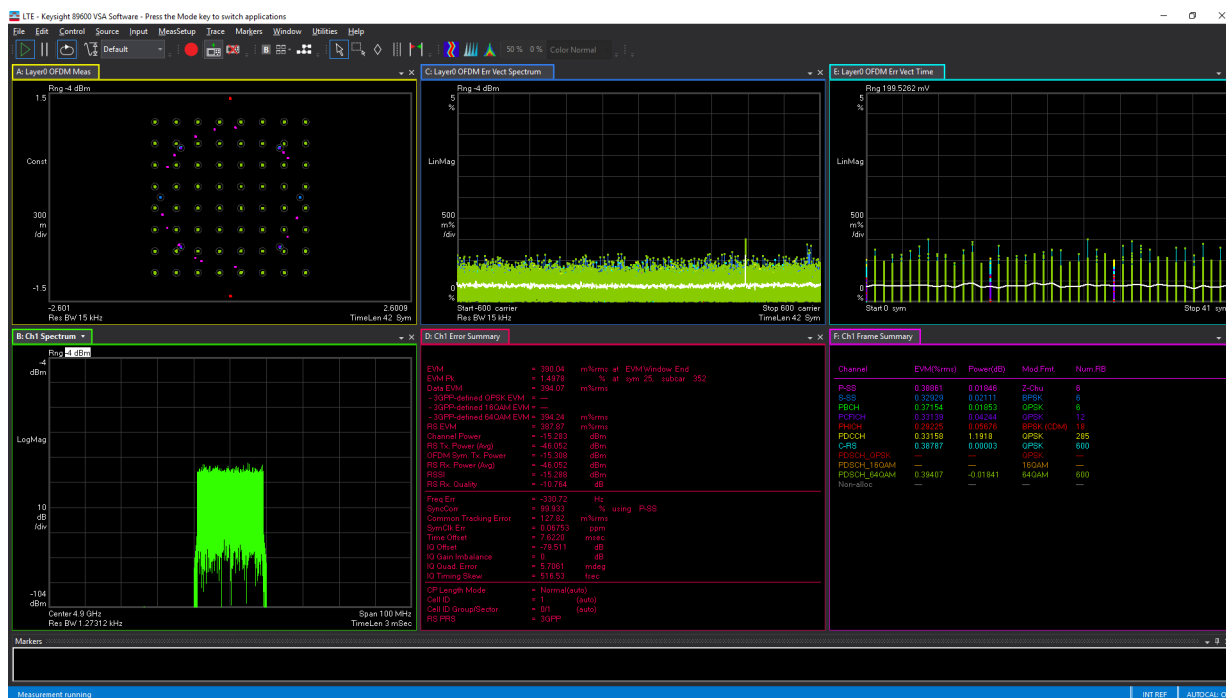 LTE - Keysight 89600 VSA Software - Press the Mode key to switch applications
File Edit Control Source Input MeasSetup Trace Markers Window Utilities Help
Default
50 % 0 % Color Normal
A: Layer0 OFDM Meas
Rng -4 dBm
1.5
Const
300
m
/div
-1.5
-2.601 2.6009
Res BW 15 kHz TimeLen 42 Sym
C: Layer0 OFDM Err Vect Spectrum
Rng -4 dBm
5
%
LinMag
500
m%
/div
0
%
Start -600 carrier Stop 600 carrier
Res BW 15 kHz TimeLen 42 Sym
E: Layer0 OFDM Err Vect Time
Rng 199.5262 mV
5
%
LinMag
500
m%
/div
0
%
Start 0 sym Stop 41 sym
B: Ch1 Spectrum
Rng -4 dBm
-4
dBm
LogMag
10
dB
/div
-104
dBm
Center 4.9 GHz Span 100 MHz
Res BW 1.27312 kHz TimeLen 3 mSec
D: Ch1 Error Summary
EVM = 390.04 m%rms at EVMWindow End
EVM Pk = 1.4978 % at sym 25, subcar 352
Data EVM = 394.07 m%rms
- 3GPP-defined QPSK EVM = ---
- 3GPP-defined 16QAM EVM = ---
- 3GPP-defined 64QAM EVM = 394.24 m%rms
RS EVM = 387.87 m%rms
Channel Power = -15.283 dBm
RS Tx. Power (Avg) = -46.052 dBm
OFDM Sym. Tx. Power = -15.309 dBm
RS Rx. Power (Avg) = -46.052 dBm
RSSI = -15.288 dBm
RS Rx. Quality = -10.764 dB
Freq Err = -330.72 Hz
SyncCorr = 99.933 % using P-SS
Common Tracking Error = 127.82 m%rms
SymClk Err = 0.06753 ppm
Time Offset = 7.6220 msec
IQ Offset = -79.511 dB
IQ Gain Imbalance = 0 dB
IQ Quad. Error = 5.7861 mdeg
IQ Timing Skew = 516.53 fsec
CP Length Mode = Normal(auto)
Cell ID = 1 (auto)
Cell ID Group/Sector = 0/1 (auto)
RS PRS = 3GPP
F: Ch1 Frame Summary
Channel EVM(%rms) Power(dB) Mod.Fmt Num RB
P-SS 0.38861 0.01646 Z-Chu 6
S-SS 0.32929 0.02111 BPSK 6
PBCH 0.37154 0.01853 QPSK 6
PCFICH 0.33139 0.04244 QPSK
PHICH 0.29225 0.05670 BPSK (CDM) 10
PDCCH 0.33158 1.1918 QPSK 285
C-RS 0.38787 0.00003 QPSK 600
PDSCH_QPSK --- --- QPSK ---
PDSCH_16QAM --- --- 16QAM ---
PDSCH_64QAM 0.39407 -0.01841 64QAM 600
Non-alloc --- --- --- ---
Markers
Measurement running INT REF AUTOCAL: O